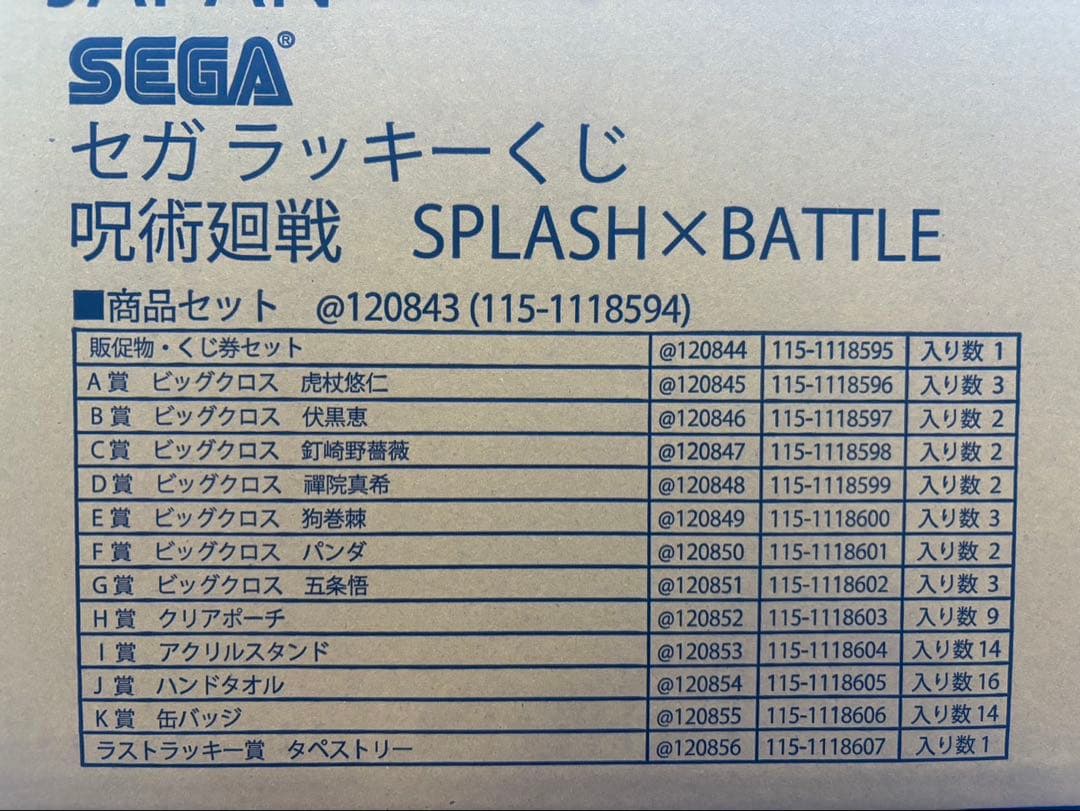 JAPAN
SEGA®
セガ ラッキーくじ
呪術廻戦 SPLASH×BATTLE
■商品セット @120843 (115-1118594)
販促物・くじ券セット @120844 115-1118595 入り数 1
A賞 ビッグクロス 虎杖悠仁 @120845 115-1118596 入り数 3
B賞 ビッグクロス 伏黒恵 @120846 115-1118597 入り数 2
C賞 ビッグクロス 釘崎野薔薇 @120847 115-1118598 入り数 2
D賞 ビッグクロス 禪院真希 @120848 115-1118599 入り数 2
E賞 ビッグクロス 狗巻棘 @120849 115-1118600 入り数 3
F賞 ビッグクロス パンダ @120850 115-1118601 入り数 2
G賞 ビッグクロス 五条悟 @120851 115-1118602 入り数 3
H賞 クリアポーチ @120852 115-1118603 入り数 9
I賞 アクリルスタンド @120853 115-1118604 入り数 14
J賞 ハンドタオル @120854 115-1118605 入り数 16
K賞 缶バッジ @120855 115-1118606 入り数 14
ラストラッキー賞 タペストリー @120856 115-1118607 入り数 1